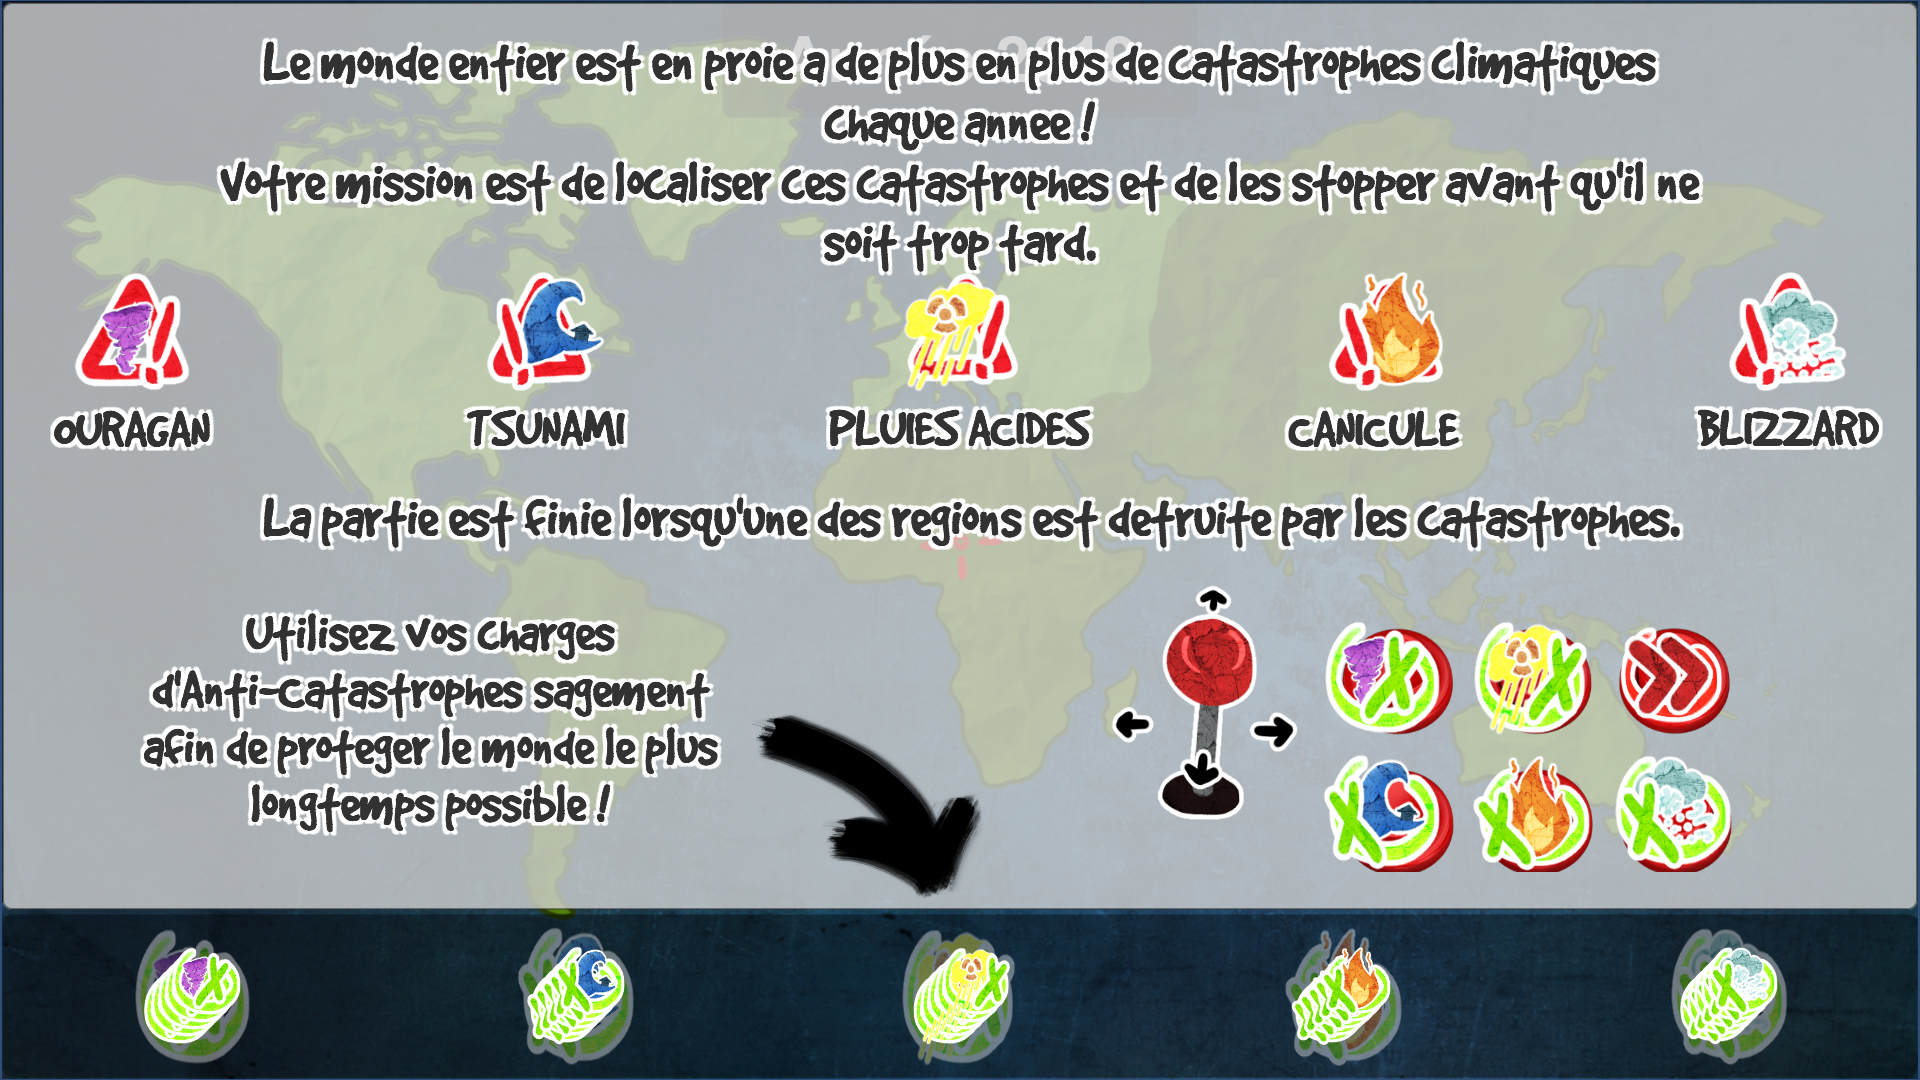 Le monde entier est en proie a de plus en plus de catastrophes climatiques
chaque annee !
Votre mission est de localiser ces catastrophes et de les stopper avant qu'il ne
soit trop tard.
OURAGAN
TSUNAMI
PLUIES ACIDES
CANICULE
BLIZZARD
La partie est finie lorsqu'une des regions est detruite par les catastrophes.
Utilisez vos charges
d'Anti-catastrophes sagement
afin de proteger le monde le plus
longtemps possible !